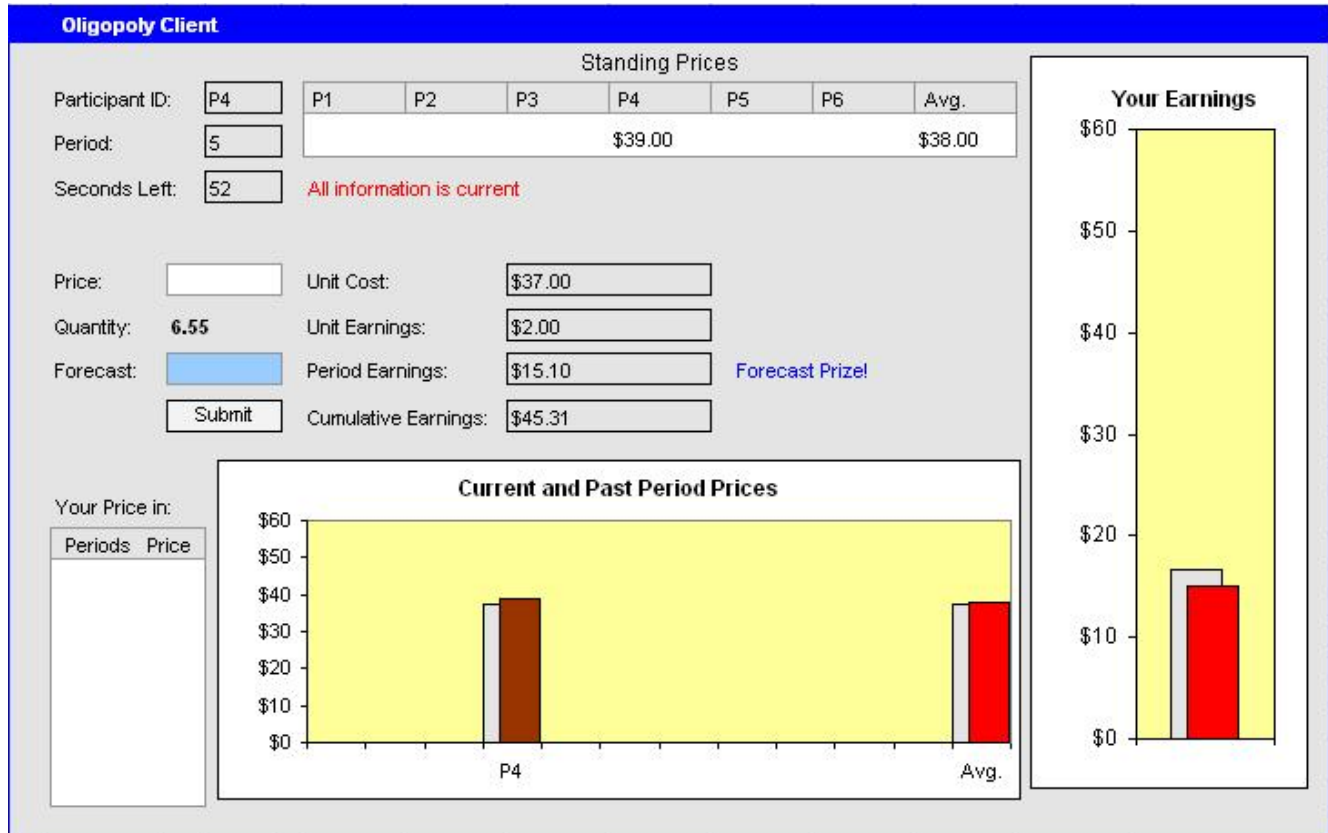 Oligopoly Client
Standing Prices
Participant ID: P4
P1 P2 P3 P4 P5 P6 Avg.
Period: 5
$39.00 $38.00
Seconds Left: 52 All information is current
Price: Unit Cost: $37.00
Quantity: 6.55 Unit Earnings: $2.00
Forecast: Period Earnings: $15.10 Forecast Prize!
Submit Cumulative Earnings: $45.31
Your Price in:
Periods Price
Current and Past Period Prices
$60
$50
$40
$30
$20
$10
$0
P4 Avg.
Your Earnings
$60
$50
$40
$30
$20
$10
$0